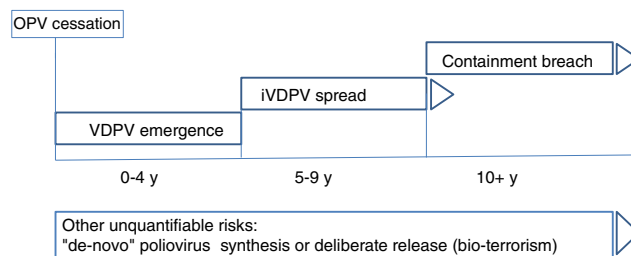 OPV cessation
Containment breach
iVDPV spread
VDPV emergence
0-4 y
5-9 y
10+ y
Other unquantifiable risks:
"de-novo" poliovirus synthesis or deliberate release (bio-terrorism)